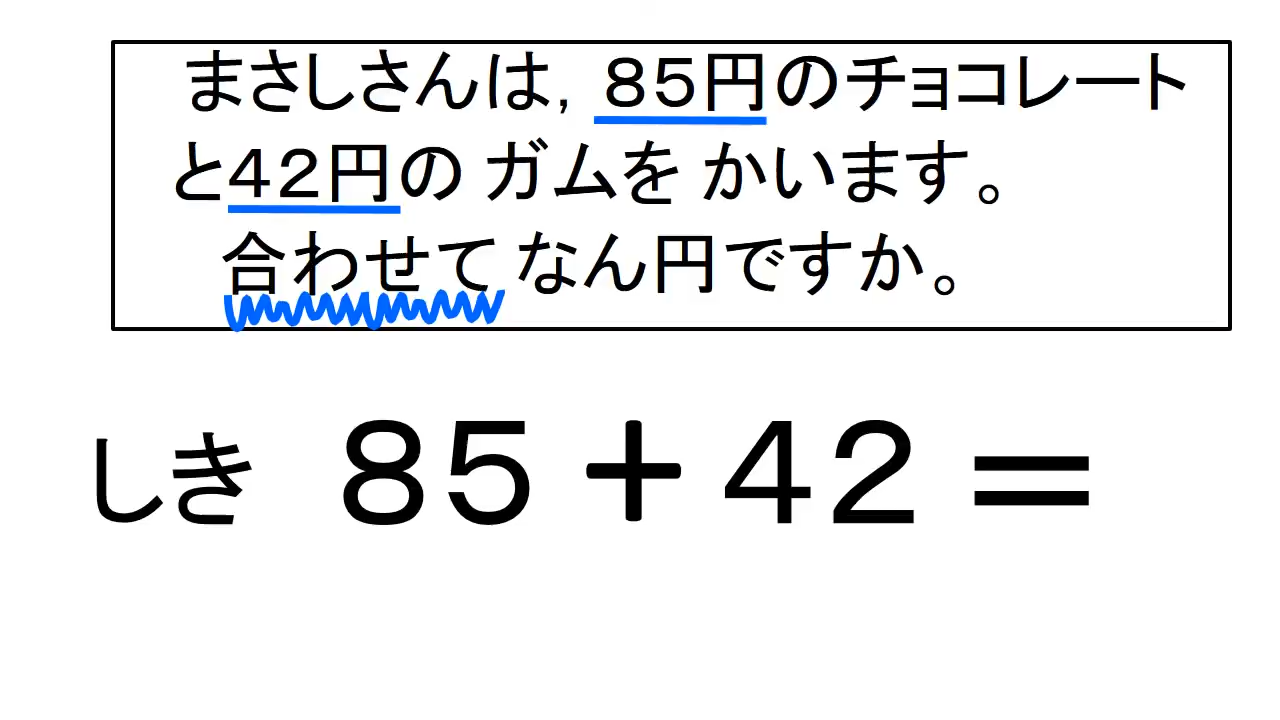 まさしさんは，８５円のチョコレート
と４２円の ガムを かいます。
合わせて なん円ですか。
しき ８５＋４２＝